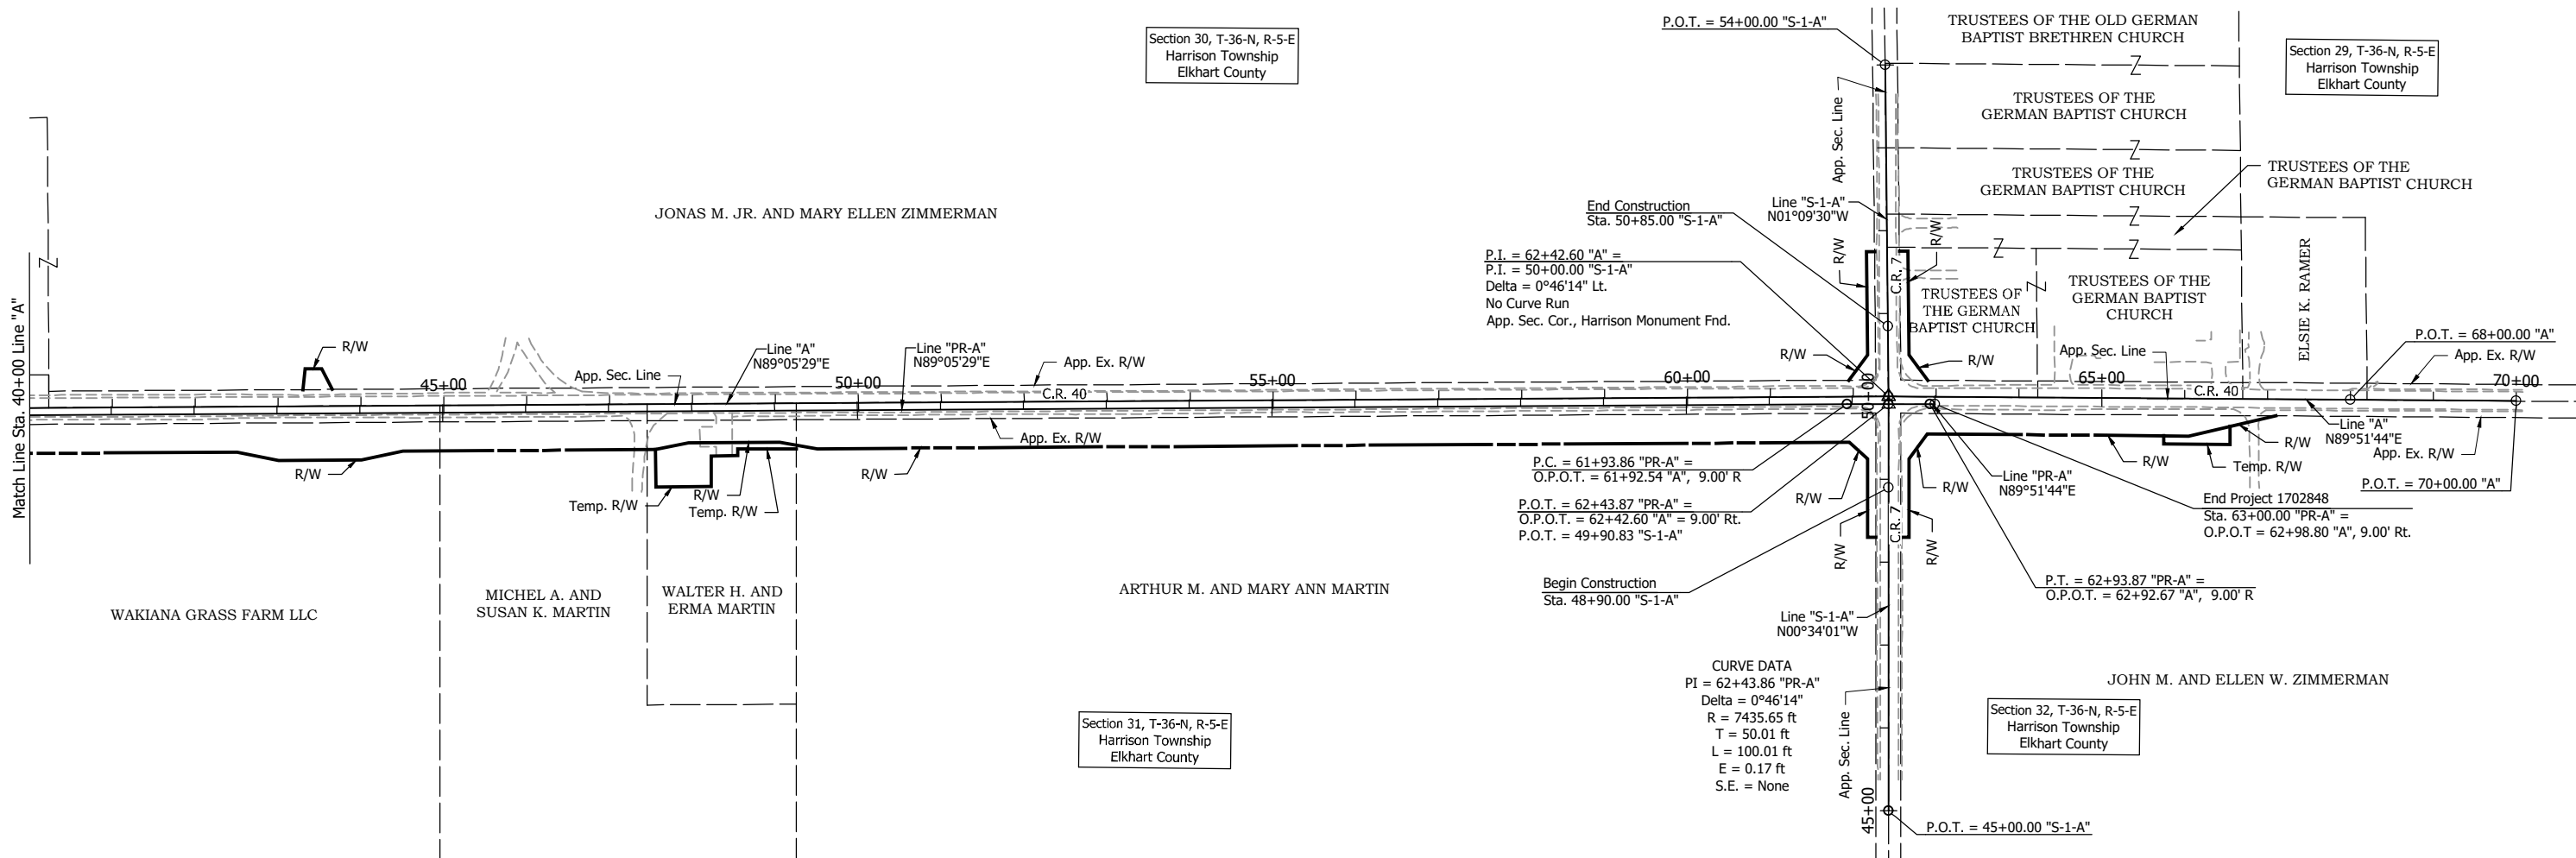 Section 30, T-36-N, R-5-E
Harrison Township
Elkhart County
P.O.T. = 54+00.00 "S-1-A"
TRUSTEES OF THE OLD GERMAN
BAPTIST BRETHREN CHURCH
Section 29, T-36-N, R-5-E
Harrison Township
Elkhart County
TRUSTEES OF THE
GERMAN BAPTIST CHURCH
App. Sec. Line
TRUSTEES OF THE
GERMAN BAPTIST CHURCH
TRUSTEES OF THE
GERMAN BAPTIST CHURCH
JONAS M. JR. AND MARY ELLEN ZIMMERMAN
End Construction
Sta. 50+85.00 "S-1-A"
Line "S-1-A"
N01°09'30"W
R/W
R/W
C.R. 7
P.I. = 62+42.60 "A" =
P.I. = 50+00.00 "S-1-A"
Delta = 0°46'14" Lt.
No Curve Run
App. Sec. Cor., Harrison Monument Fnd.
TRUSTEES OF
THE GERMAN
BAPTIST CHURCH
TRUSTEES OF THE
GERMAN BAPTIST
CHURCH
ELSIE K. RAMER
Match Line Sta. 40+00 Line "A"
R/W
45+00
App. Sec. Line
Line "A"
N89°05'29"E
50+00
Line "PR-A"
N89°05'29"E
App. Ex. R/W
C.R. 40
55+00
60+00
R/W
50+00
R/W
App. Sec. Line
65+00
C.R. 40
P.O.T. = 68+00.00 "A"
App. Ex. R/W
70+00
R/W
Temp. R/W
R/W
Temp. R/W
R/W
App. Ex. R/W
P.C. = 61+93.86 "PR-A" =
O.P.O.T. = 61+92.54 "A", 9.00' R
R/W
P.O.T. = 62+43.87 "PR-A" =
O.P.O.T. = 62+42.60 "A" = 9.00' Rt.
P.O.T. = 49+90.83 "S-1-A"
R/W
Line "PR-A"
N89°51'44"E
R/W
R/W
Temp. R/W
Line "A"
N89°51'44"E
App. Ex. R/W
P.O.T. = 70+00.00 "A"
End Project 1702848
Sta. 63+00.00 "PR-A" =
O.P.O.T = 62+98.80 "A", 9.00' Rt.
C.R. 7
R/W
R/W
Begin Construction
Sta. 48+90.00 "S-1-A"
P.T. = 62+93.87 "PR-A" =
O.P.O.T. = 62+92.67 "A", 9.00' R
WAKIANA GRASS FARM LLC
MICHEL A. AND
SUSAN K. MARTIN
WALTER H. AND
ERMA MARTIN
ARTHUR M. AND MARY ANN MARTIN
Line "S-1-A"
N00°34'01"W
CURVE DATA
PI = 62+43.86 "PR-A"
Delta = 0°46'14"
R = 7435.65 ft
T = 50.01 ft
L = 100.01 ft
E = 0.17 ft
S.E. = None
App. Sec. Line
JOHN M. AND ELLEN W. ZIMMERMAN
Section 31, T-36-N, R-5-E
Harrison Township
Elkhart County
Section 32, T-36-N, R-5-E
Harrison Township
Elkhart County
45+00
P.O.T. = 45+00.00 "S-1-A"
TRUSTEES OF THE
GERMAN BAPTIST CHURCH